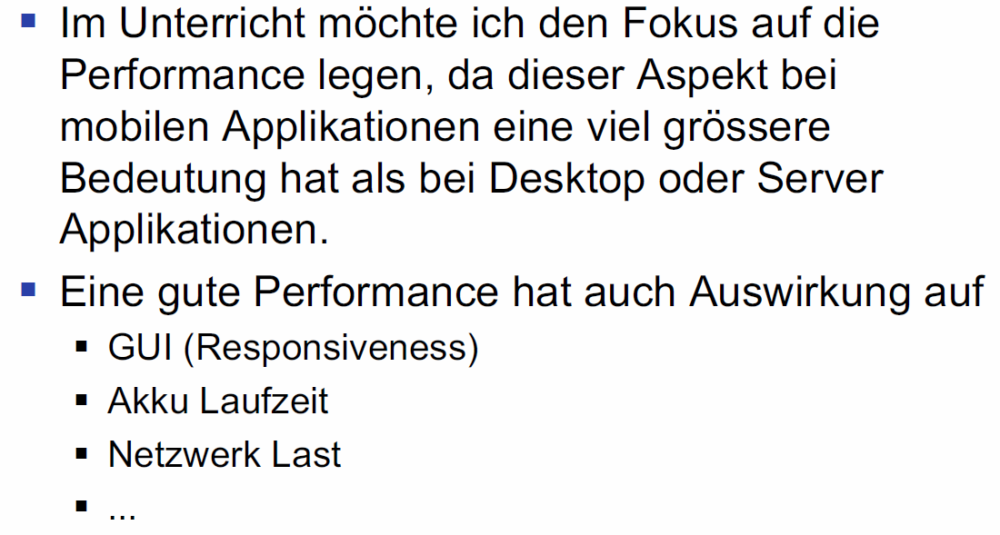 ▪ Im Unterricht möchte ich den Fokus auf die
Performance legen, da dieser Aspekt bei
mobilen Applikationen eine viel grössere
Bedeutung hat als bei Desktop oder Server
Applikationen.
▪ Eine gute Performance hat auch Auswirkung auf
▪ GUI (Responsiveness)
▪ Akku Laufzeit
▪ Netzwerk Last
▪ ...